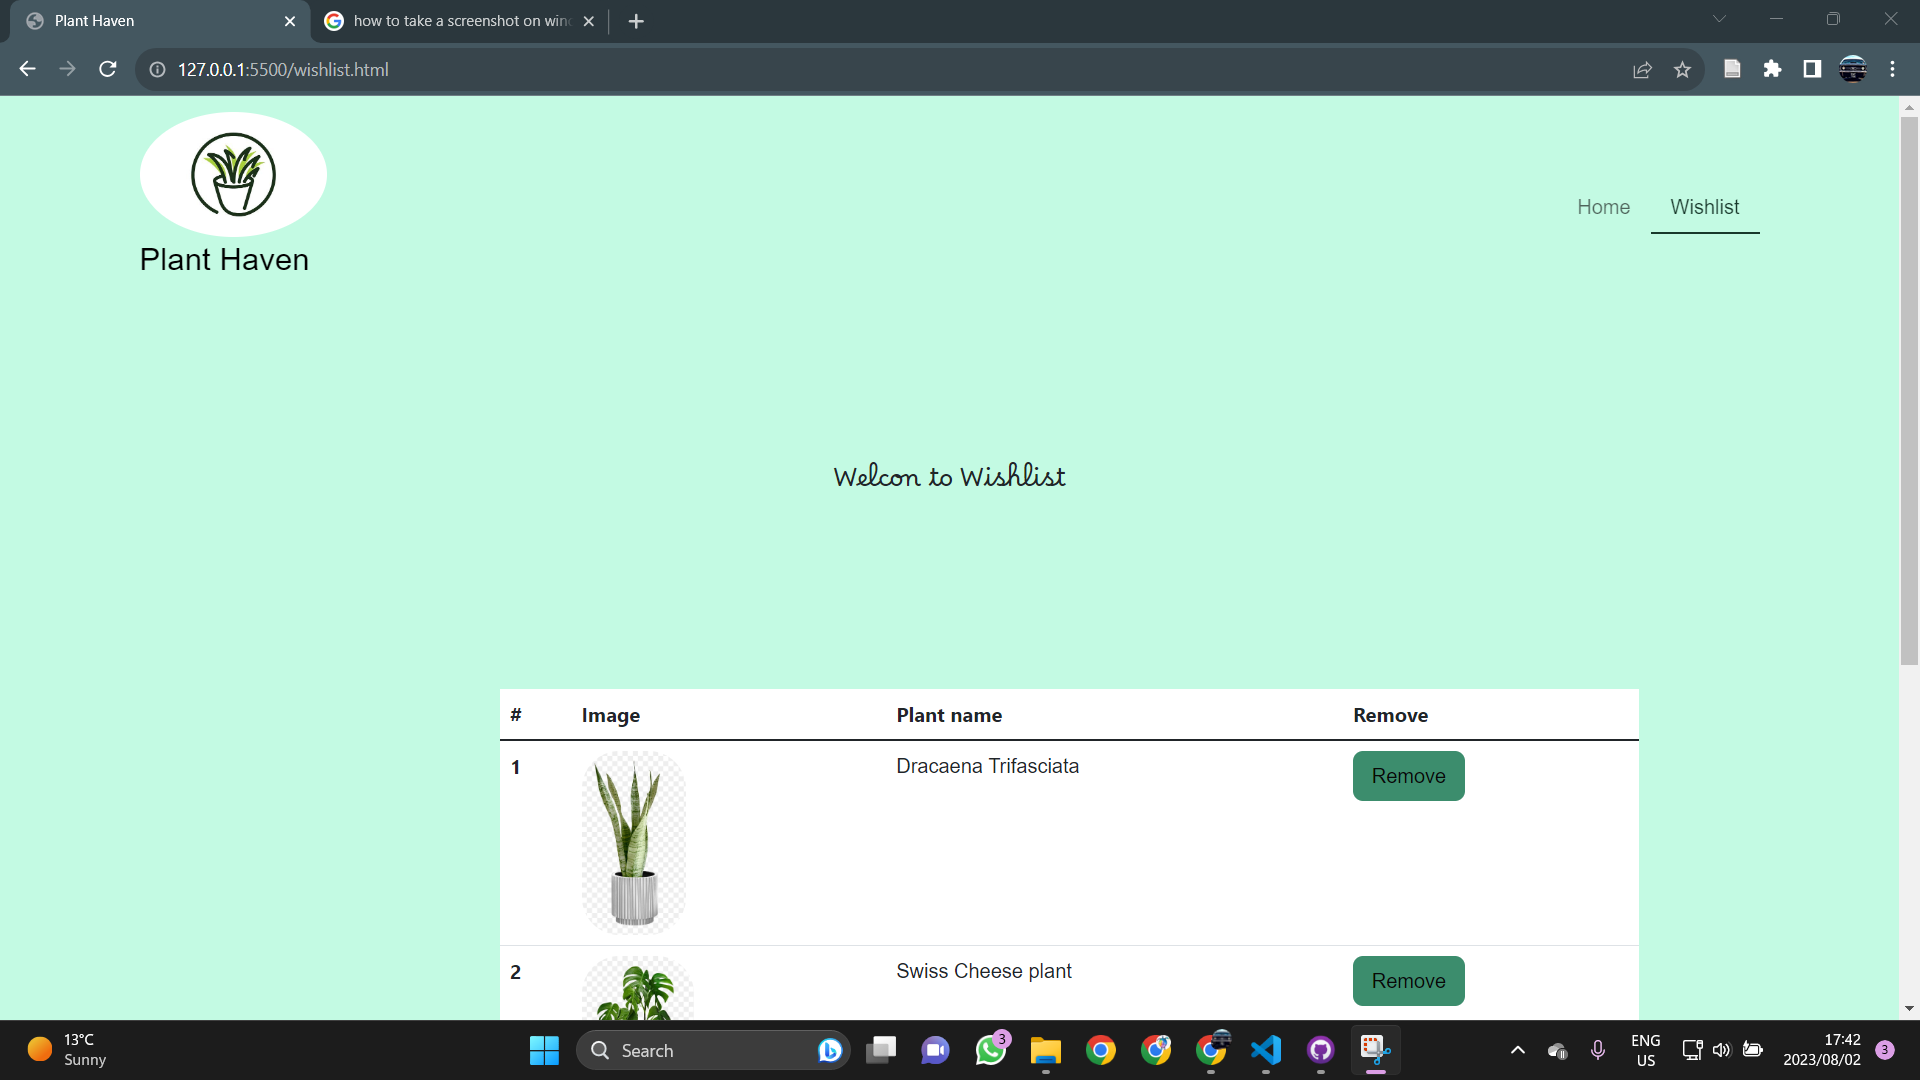 Plant Haven
how to take a screenshot on win
127.0.0.1:5500/wishlist.html
Home Wishlist
Plant Haven
Welcon to Wishlist
# Image Plant name Remove
1 Dracaena Trifasciata Remove
2 Swiss Cheese plant Remove
13°C
Sunny
Search
3
ENG
US
17:42
2023/08/02
3